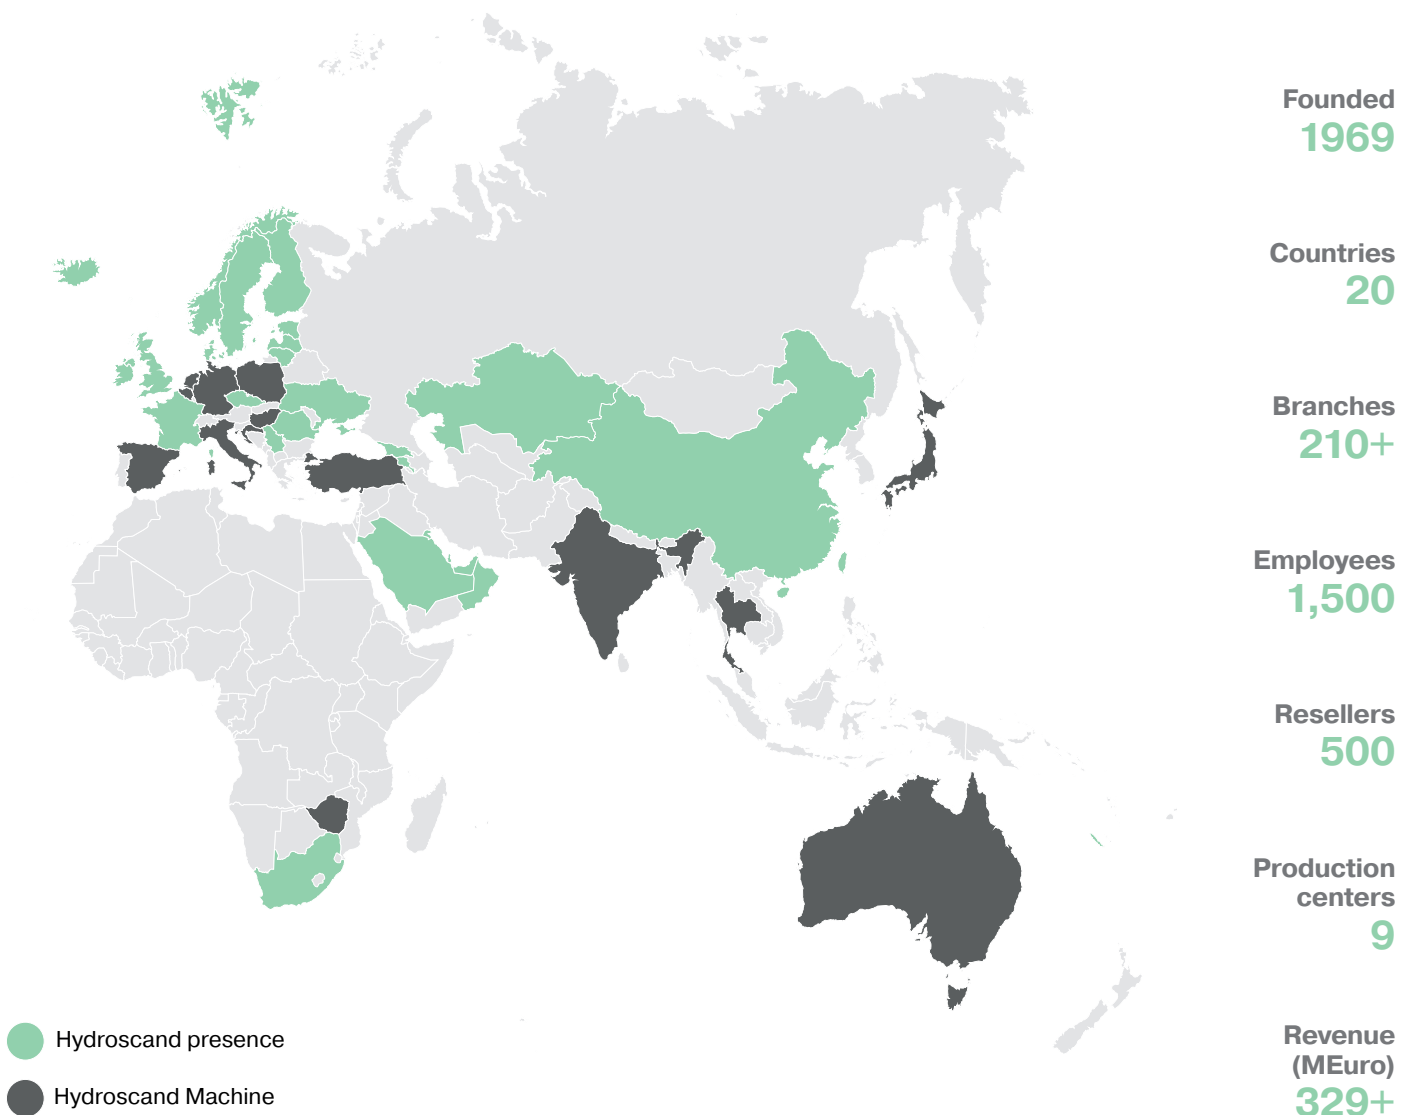 Founded
1969
Countries
20
Branches
210+
Employees
1,500
Resellers
500
Production
centers
9
Revenue
(MEuro)
329+
Hydroscand presence
Hydroscand Machine